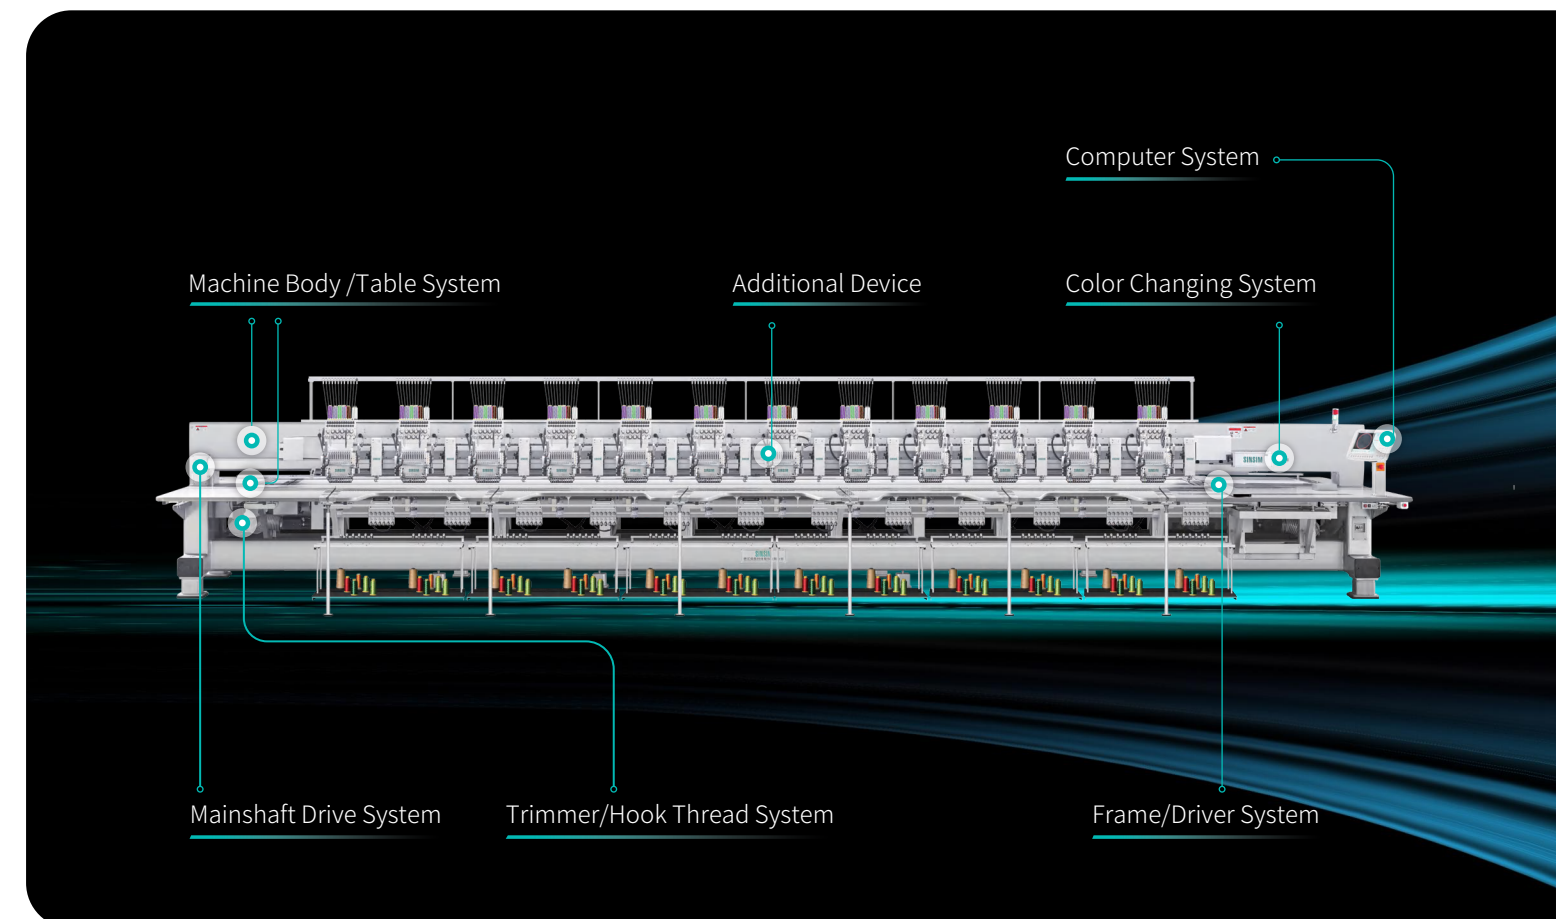 Computer System
Machine Body /Table System
Additional Device
Color Changing System
SINSIM
Mainshaft Drive System
Trimmer/Hook Thread System
Frame/Driver System